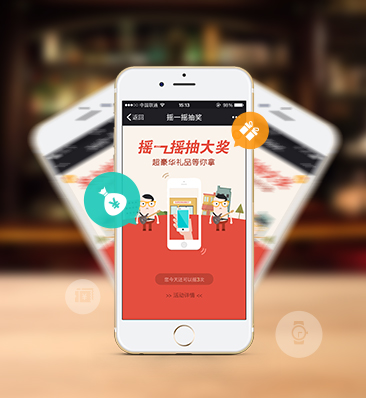 中国联通 15:13 98%
返回 摇一摇抽奖
摇一摇抽大奖
超豪华礼品等你拿
您今天还可以摇3次
>> 活动详情 <<